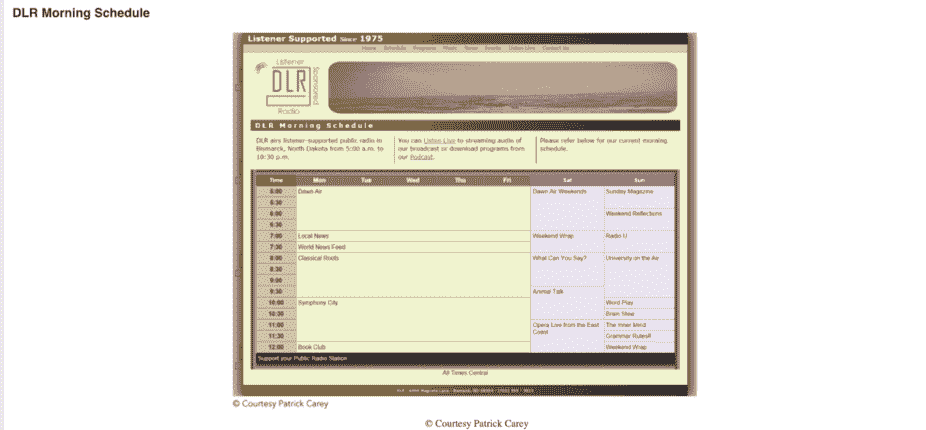 DLR Morning Schedule
Listener Supported Since 1975
Home Schedule Programs Music News Events Listen Live Contact Us
Listener
DLR
Sponsored
Radio
DLR Morning Schedule
DLR airs listener-supported public radio in
Bismarck, North Dakota from 5:00 a.m. to
10:30 p.m.
You can Listen Live to streaming audio of
our broadcast or download programs from
our Podcast.
Please refer below for our current morning
schedule.
Time Mon Tue Wed Thu Fri Sat Sun
5:00 Dawn Air Dawn Air Weekends Sunday Magazine
5:30
6:00 Weekend Reflections
6:30
7:00 Local News Weekend Wrap Radio U
7:30 World News Feed
8:00 Classical Roots What Can You Say? University on the Air
8:30
9:00
9:30 Animal Talk
10:00 Symphony City Word Play
10:30 Brain Stew
11:00 Opera Live from the East The Inner Mind
Coast
11:30 Grammar Rules!!
12:00 Book Club Weekend Wrap
Support your Public Radio Station
All Times Central
© Courtesy Patrick Carey
© Courtesy Patrick Carey